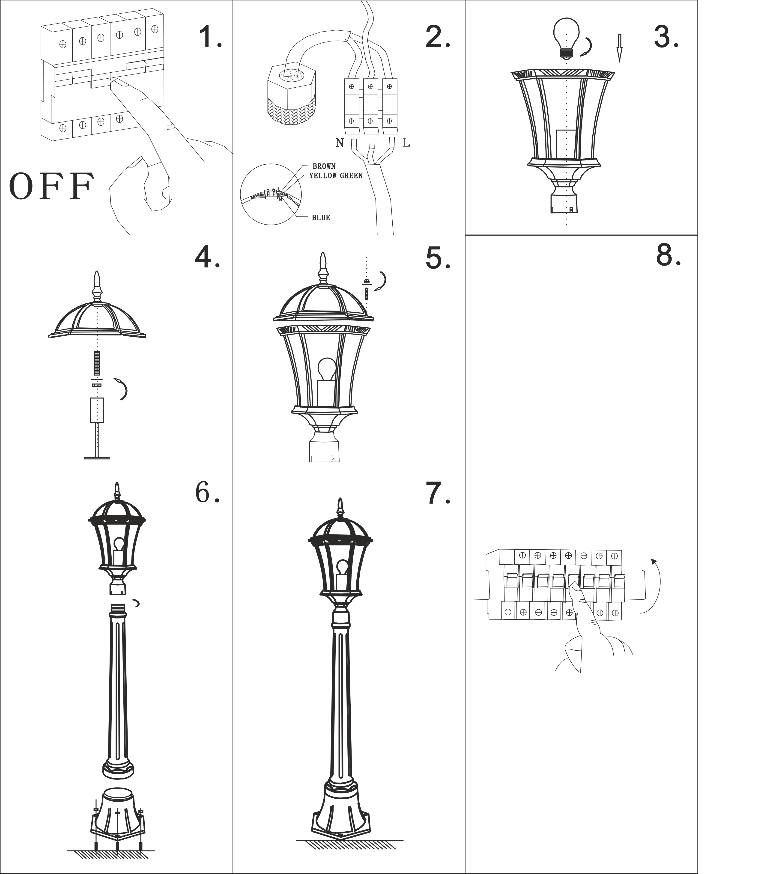 1.
OFF
2.
N L
BROWN
YELLOW GREEN
BLUE
3.
4.
5.
6.
7.
8.